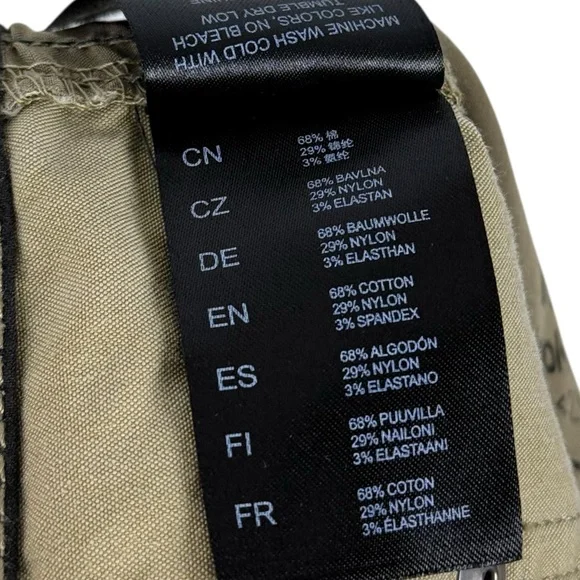 MACHINE WASH COLD WITH
LIKE COLORS, NO BLEACH
TUMBLE DRY LOW
CN
68% 棉
29% 锦纶
3% 氨纶
CZ
68% BAVLNA
29% NYLON
3% ELASTAN
DE
68% BAUMWOLLE
29% NYLON
3% ELASTHAN
EN
68% COTTON
29% NYLON
3% SPANDEX
ES
68% ALGODÓN
29% NYLON
3% ELASTANO
FI
68% PUUVILLA
29% NAILONI
3% ELASTAANI
FR
68% COTON
29% NYLON
3% ÉLASTHANNE